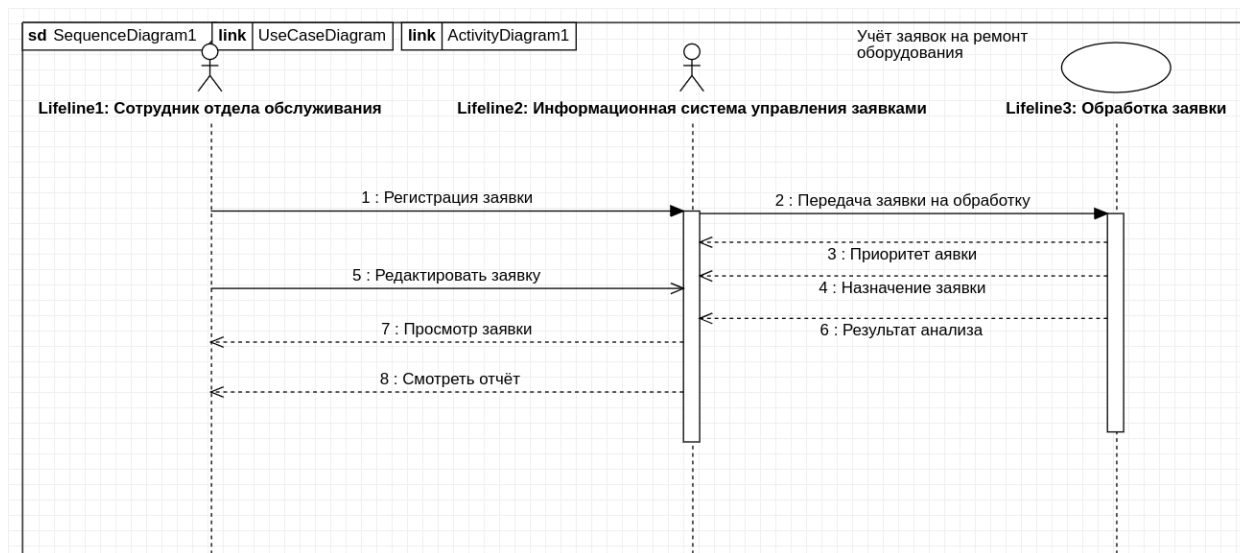 sd SequenceDiagram1
link UseCaseDiagram
link ActivityDiagram1
Учёт заявок на ремонт
оборудования
Lifeline1: Сотрудник отдела обслуживания
Lifeline2: Информационная система управления заявками
Lifeline3: Обработка заявки
1 : Регистрация заявки
2 : Передача заявки на обработку
3 : Приоритет аявки
5 : Редактировать заявку
4 : Назначение заявки
7 : Просмотр заявки
6 : Результат анализа
8 : Смотреть отчёт